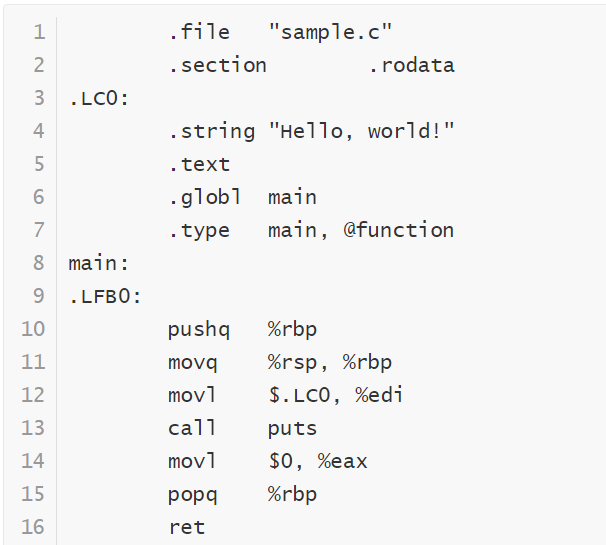 1 .file "sample.c"
2 .section .rodata
3 .LC0:
4 .string "Hello, world!"
5 .text
6 .globl main
7 .type main, @function
8 main:
9 .LFB0:
10 pushq %rbp
11 movq %rsp, %rbp
12 movl $.LC0, %edi
13 call puts
14 movl $0, %eax
15 popq %rbp
16 ret